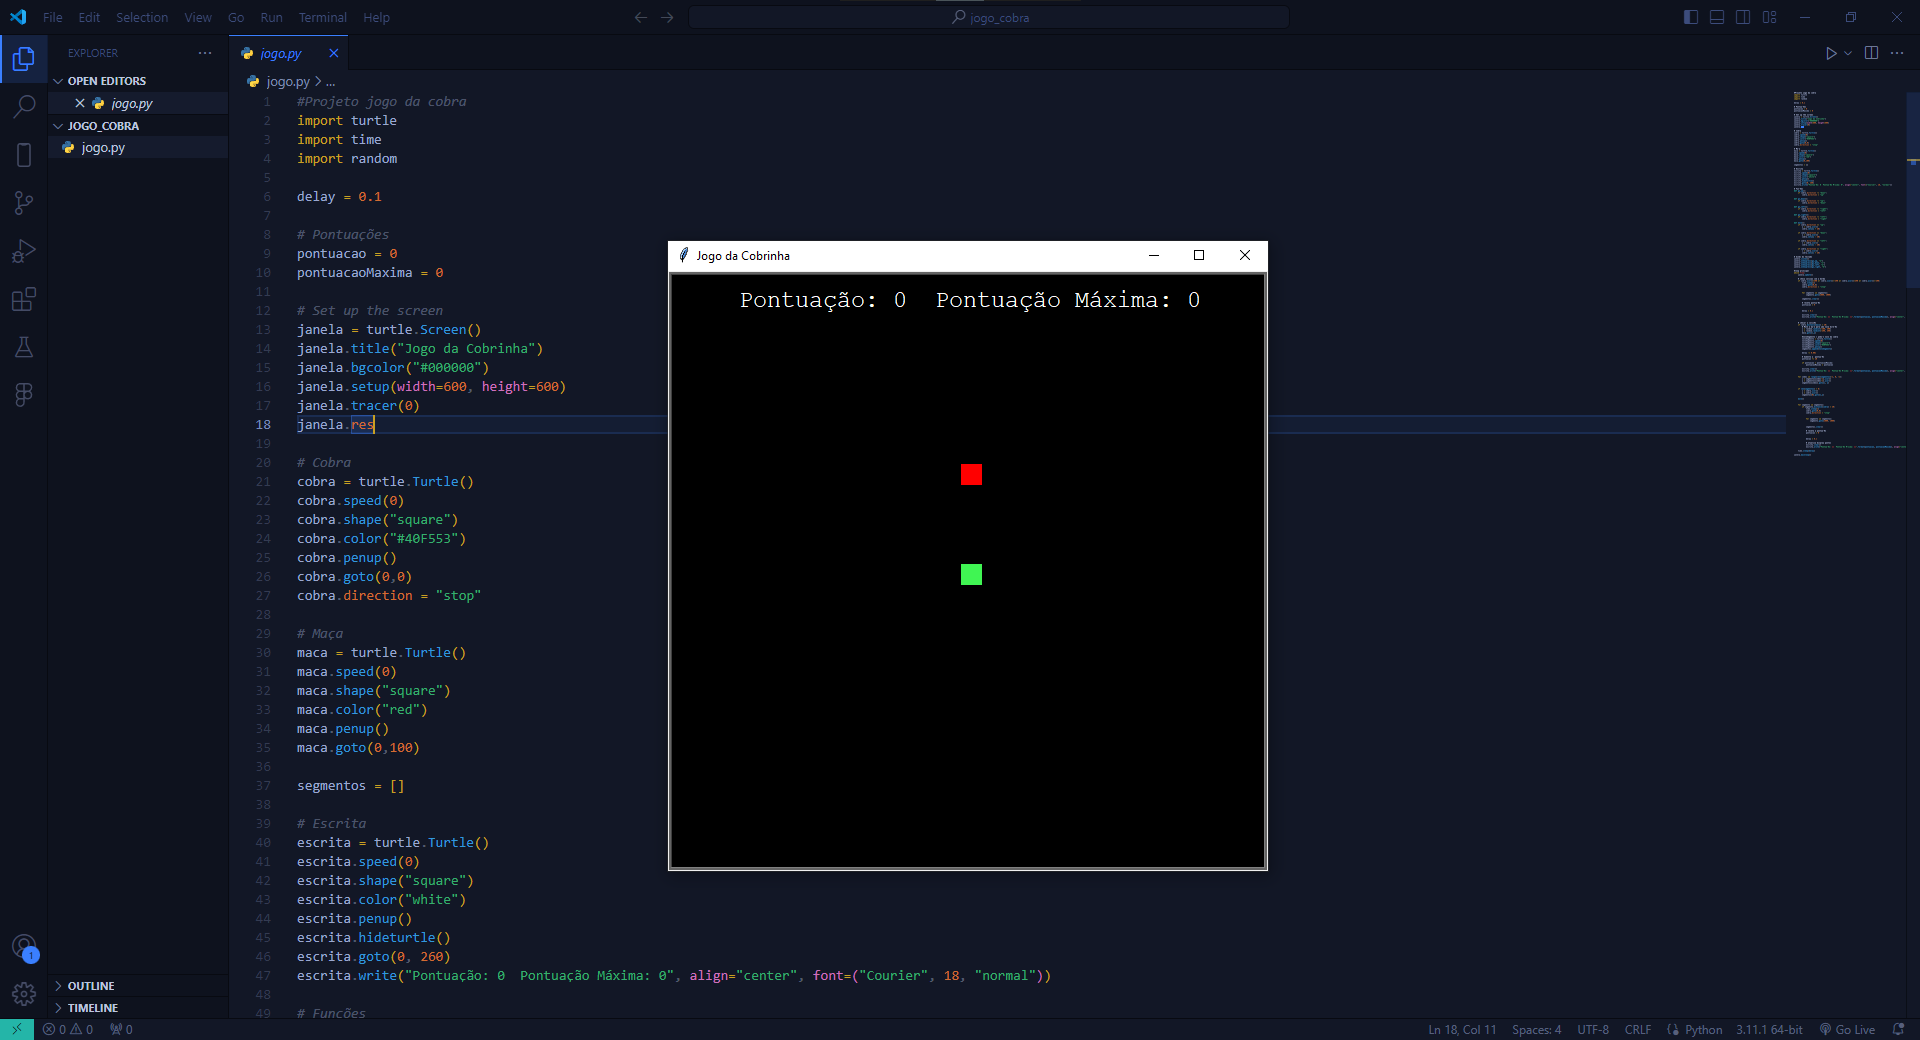 File Edit Selection View Go Run Terminal Help
jogo_cobra
EXPLORER
OPEN EDITORS
jogo.py
JOGO_COBRA
jogo.py
OUTLINE
TIMELINE
jogo.py
jogo.py > ...
1 #Projeto jogo da cobra
2 import turtle
3 import time
4 import random
5
6 delay = 0.1
7
8 # Pontuações
9 pontuacao = 0
10 pontuacaoMaxima = 0
11
12 # Set up the screen
13 janela = turtle.Screen()
14 janela.title("Jogo da Cobrinha")
15 janela.bgcolor("#000000")
16 janela.setup(width=600, height=600)
17 janela.tracer(0)
18 janela.res
19
20 # Cobra
21 cobra = turtle.Turtle()
22 cobra.speed(0)
23 cobra.shape("square")
24 cobra.color("#40F553")
25 cobra.penup()
26 cobra.goto(0,0)
27 cobra.direction = "stop"
28
29 # Maça
30 maca = turtle.Turtle()
31 maca.speed(0)
32 maca.shape("square")
33 maca.color("red")
34 maca.penup()
35 maca.goto(0,100)
36
37 segmentos = []
38
39 # Escrita
40 escrita = turtle.Turtle()
41 escrita.speed(0)
42 escrita.shape("square")
43 escrita.color("white")
44 escrita.penup()
45 escrita.hideturtle()
46 escrita.goto(0, 260)
47 escrita.write("Pontuação: 0  Pontuação Máxima: 0", align="center", font=("Courier", 18, "normal"))
48
49 # Funções
Jogo da Cobrinha
Pontuação: 0  Pontuação Máxima: 0
1
0 0 0
Ln 18, Col 11 Spaces: 4 UTF-8 CRLF Python 3.11.1 64-bit Go Live